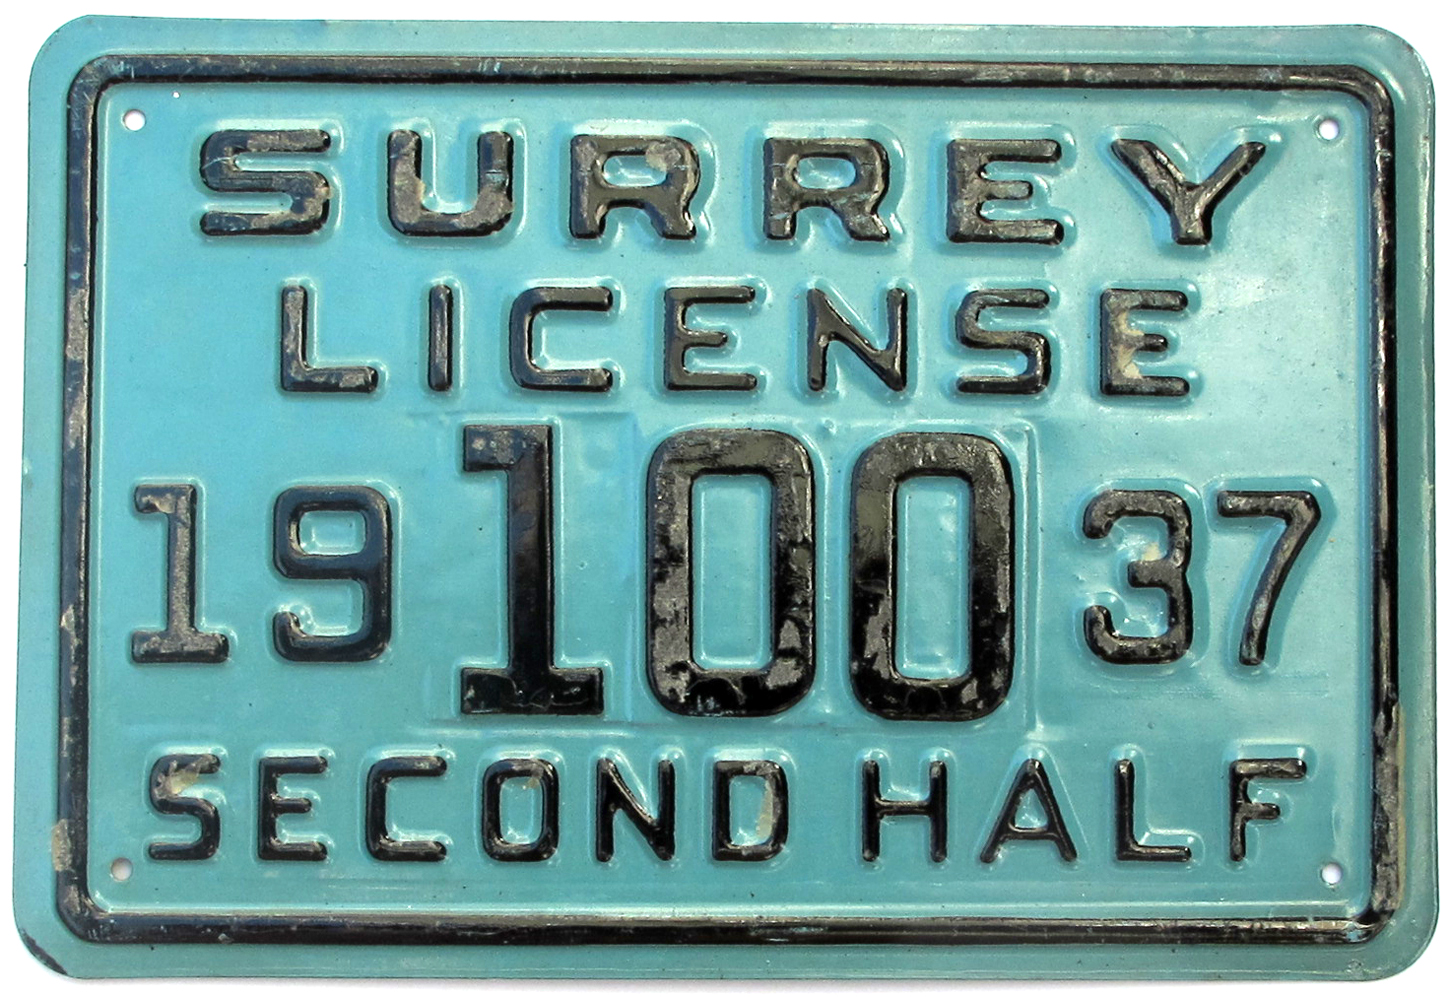 SURREY
LICENSE
19 100 37
SECOND HALF